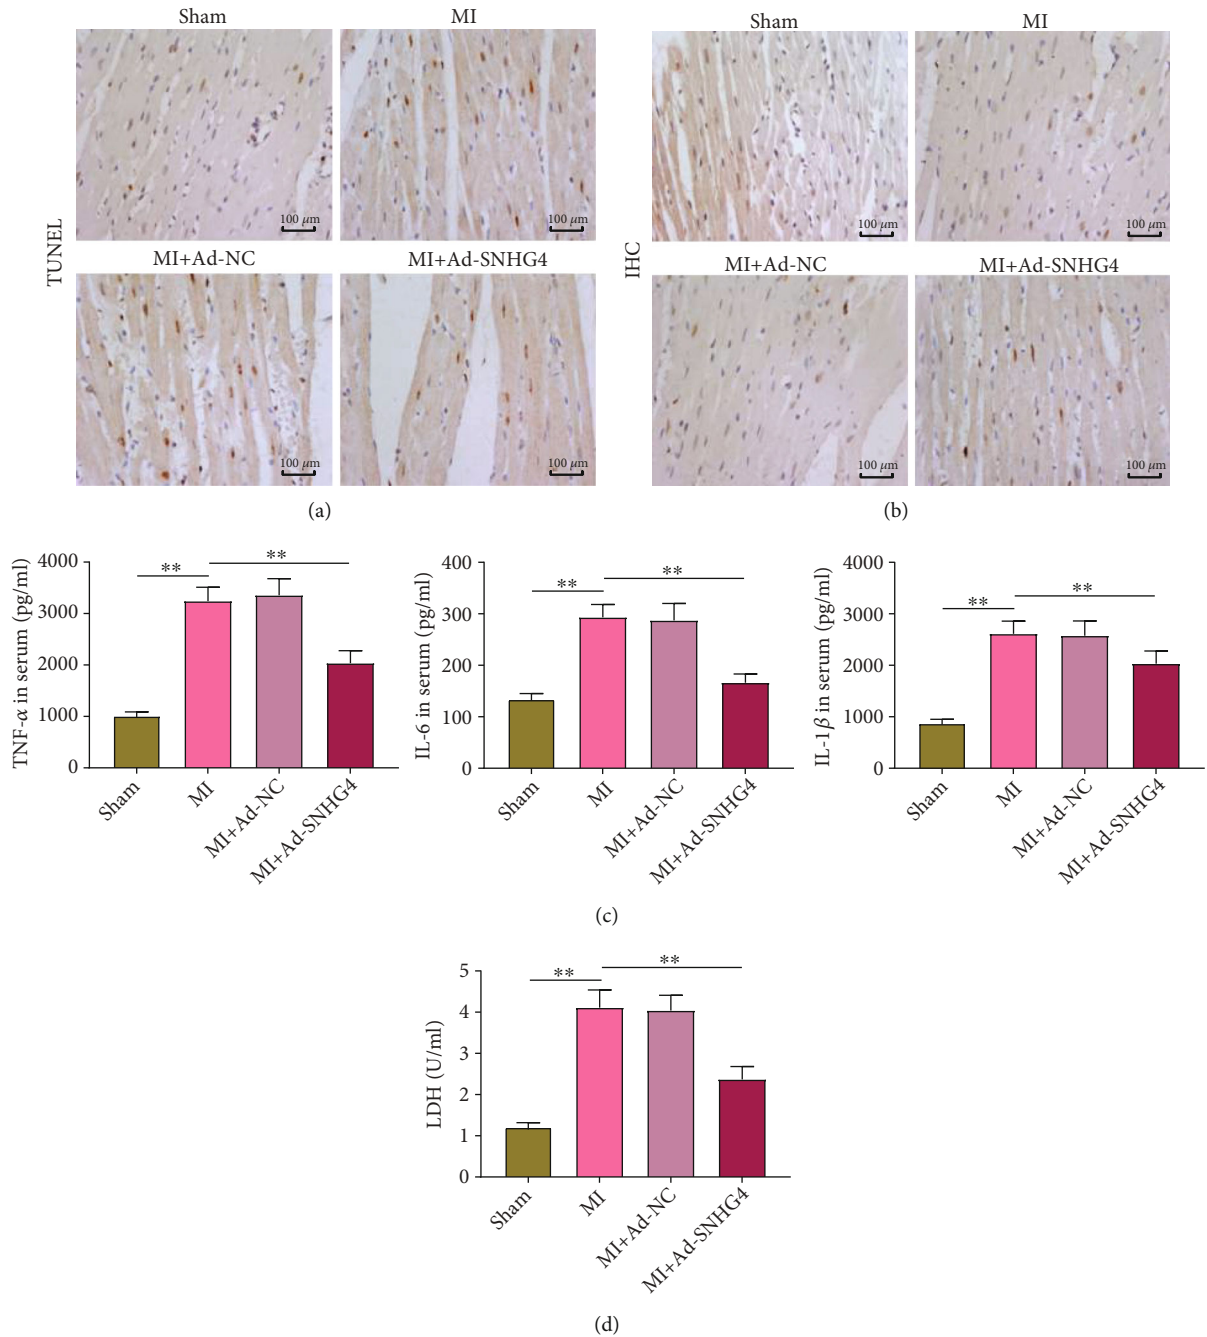 Sham
MI
TUNEL
100 μm
100 μm
MI+Ad-NC
MI+Ad-SNHG4
100 μm
100 μm
(a)
Sham
MI
IHC
100 μm
100 μm
MI+Ad-NC
MI+Ad-SNHG4
100 μm
100 μm
(b)
TNF-α in serum (pg/ml)
4000
3000
2000
1000
0
**
**
Sham
MI
MI+Ad-NC
MI+Ad-SNHG4
IL-6 in serum (pg/ml)
400
300
200
100
0
**
**
Sham
MI
MI+Ad-NC
MI+Ad-SNHG4
IL-1β in serum (pg/ml)
4000
3000
2000
1000
0
**
**
Sham
MI
MI+Ad-NC
MI+Ad-SNHG4
(c)
LDH (U/ml)
5
4
3
2
1
0
**
**
Sham
MI
MI+Ad-NC
MI+Ad-SNHG4
(d)